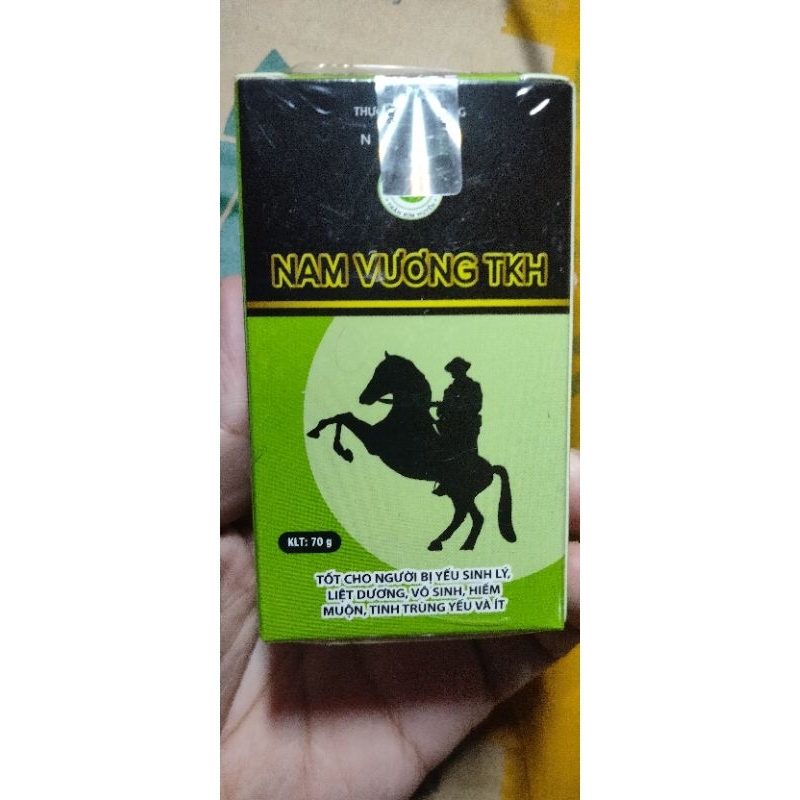 NAM VƯƠNG TKH
KLT: 70 g
TỐT CHO NGƯỜI BỊ YẾU SINH LÝ,
LIỆT DƯƠNG, VÔ SINH, HIẾM
MUỘN, TINH TRÙNG YẾU VÀ ÍT